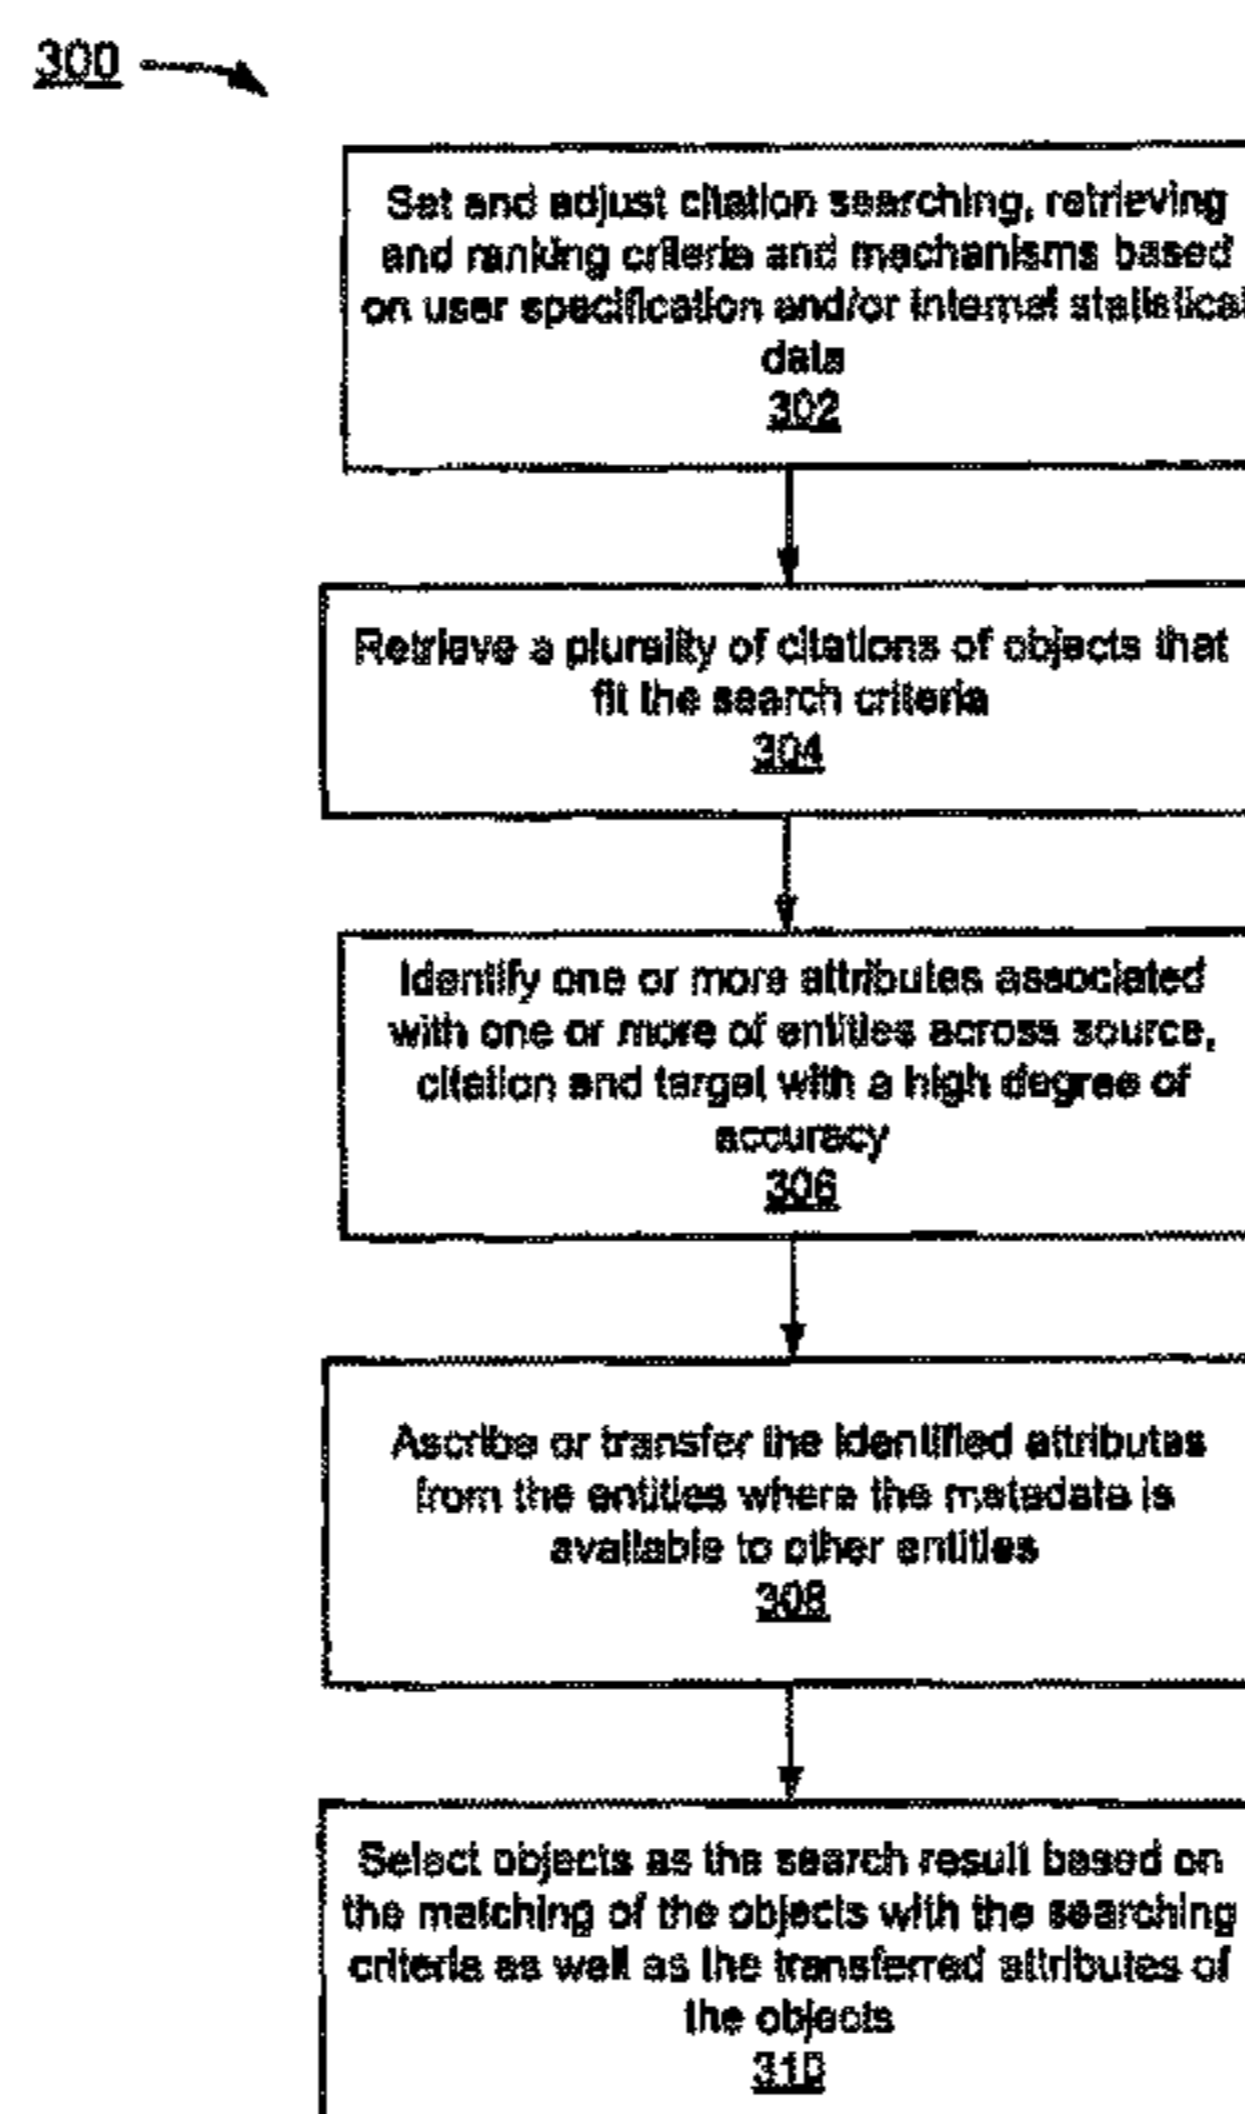 300
Set and adjust citation searching, retrieving
and ranking criteria and mechanisms based
on user specification and/or internal statistical
data
302
Retrieve a plurality of citations of objects that
fit the search criteria
304
Identify one or more attributes associated
with one or more of entities across source,
citation and target with a high degree of
accuracy
306
Ascribe or transfer the identified attributes
from the entities where the metadata is
available to other entities
308
Select objects as the search result based on
the matching of the objects with the searching
criteria as well as the transferred attributes of
the objects
310